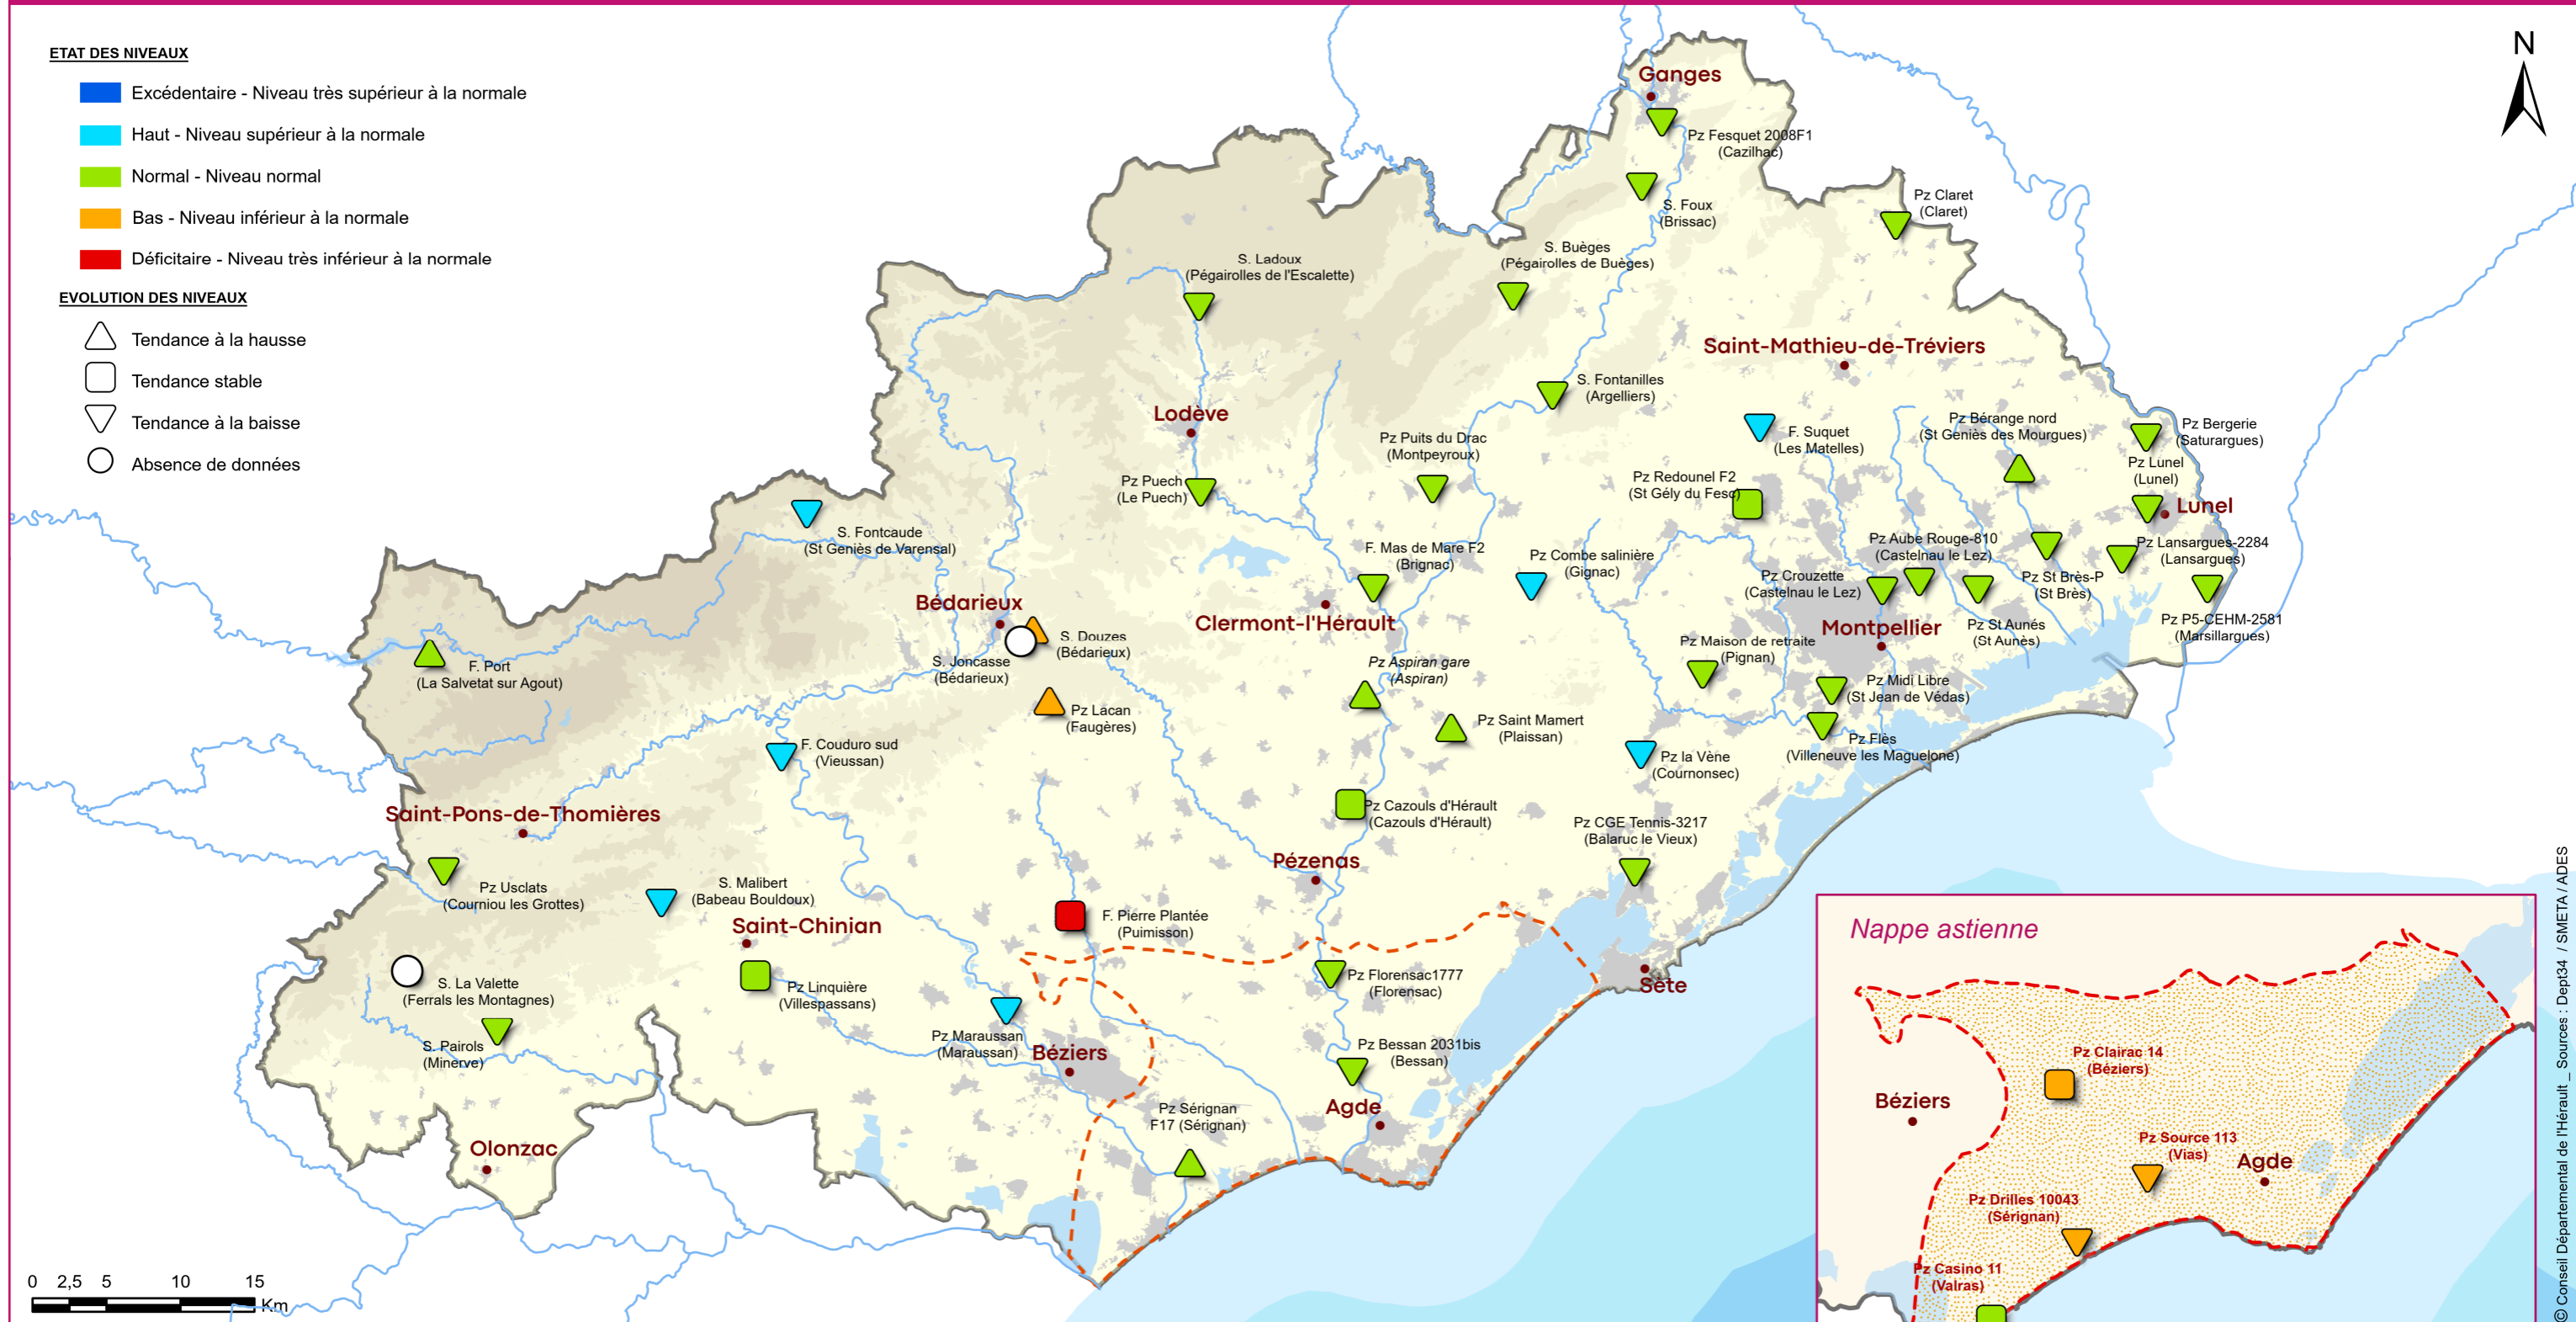 ETAT DES NIVEAUX
Excédentaire - Niveau très supérieur à la normale
Haut - Niveau supérieur à la normale
Normal - Niveau normal
Bas - Niveau inférieur à la normale
Déficitaire - Niveau très inférieur à la normale
EVOLUTION DES NIVEAUX
Tendance à la hausse
Tendance stable
Tendance à la baisse
Absence de données
N
Ganges
Pz Fesquet 2008F1
(Cazilhac)
S. Foux
(Brissac)
Pz Claret
(Claret)
S. Buèges
(Pégairolles de Buèges)
S. Ladoux
(Pégairolles de l'Escalette)
Saint-Mathieu-de-Tréviers
S. Fontanilles
(Argelliers)
Lodève
F. Suquet
(Les Matelles)
Pz Bérange nord
(St Geniès des Mourgues)
Pz Bergerie
(Saturargues)
Pz Puits du Drac
(Montpeyroux)
Pz Lunel
(Lunel)
Lunel
Pz Puech
(Le Puech)
Pz Redounel F2
(St Gély du Fesc)
S. Fontcaude
(St Geniès de Varensal)
F. Mas de Mare F2
(Brignac)
Pz Combe salinière
(Gignac)
Pz Aube Rouge-810
(Castelnau le Lez)
Pz Lansargues-2284
(Lansargues)
Pz Crouzette
(Castelnau le Lez)
Pz St Brès-P
(St Brès)
Bédarieux
Clermont-l'Hérault
Montpellier
Pz St Aunés
(St Aunès)
Pz P5-CEHM-2581
(Marsillargues)
S. Douzes
(Bédarieux)
S. Joncasse
(Bédarieux)
Pz Maison de retraite
(Pignan)
Pz Aspiran gare
(Aspiran)
F. Port
(La Salvetat sur Agout)
Pz Midi Libre
(St Jean de Védas)
Pz Lacan
(Faugères)
Pz Saint Mamert
(Plaissan)
F. Couduro sud
(Vieussan)
Pz Flès
(Villeneuve les Maguelone)
Pz la Vène
(Cournonsec)
Saint-Pons-de-Thomières
Pz Cazouls d'Hérault
(Cazouls d'Hérault)
Pz CGE Tennis-3217
(Balaruc le Vieux)
Pézenas
Pz Usclats
(Courniou les Grottes)
S. Malibert
(Babeau Bouldoux)
Saint-Chinian
F. Pierre Plantée
(Puimisson)
S. La Valette
(Ferrals les Montagnes)
Pz Linquière
(Villespassans)
Pz Florensac1777
(Florensac)
Sète
S. Pairols
(Minerve)
Pz Maraussan
(Maraussan)
Béziers
Pz Bessan 2031bis
(Bessan)
Agde
Pz Sérignan
F17 (Sérignan)
Olonzac
0 2,5 5 10 15
Km
Nappe astienne
Pz Clairac 14
(Béziers)
Béziers
Pz Source 113
(Vias)
Agde
Pz Drilles 10043
(Sérignan)
Pz Casino 11
(Valras)
© Conseil Départemental de l'Hérault _ Sources : Dept34 / SMETA / ADES